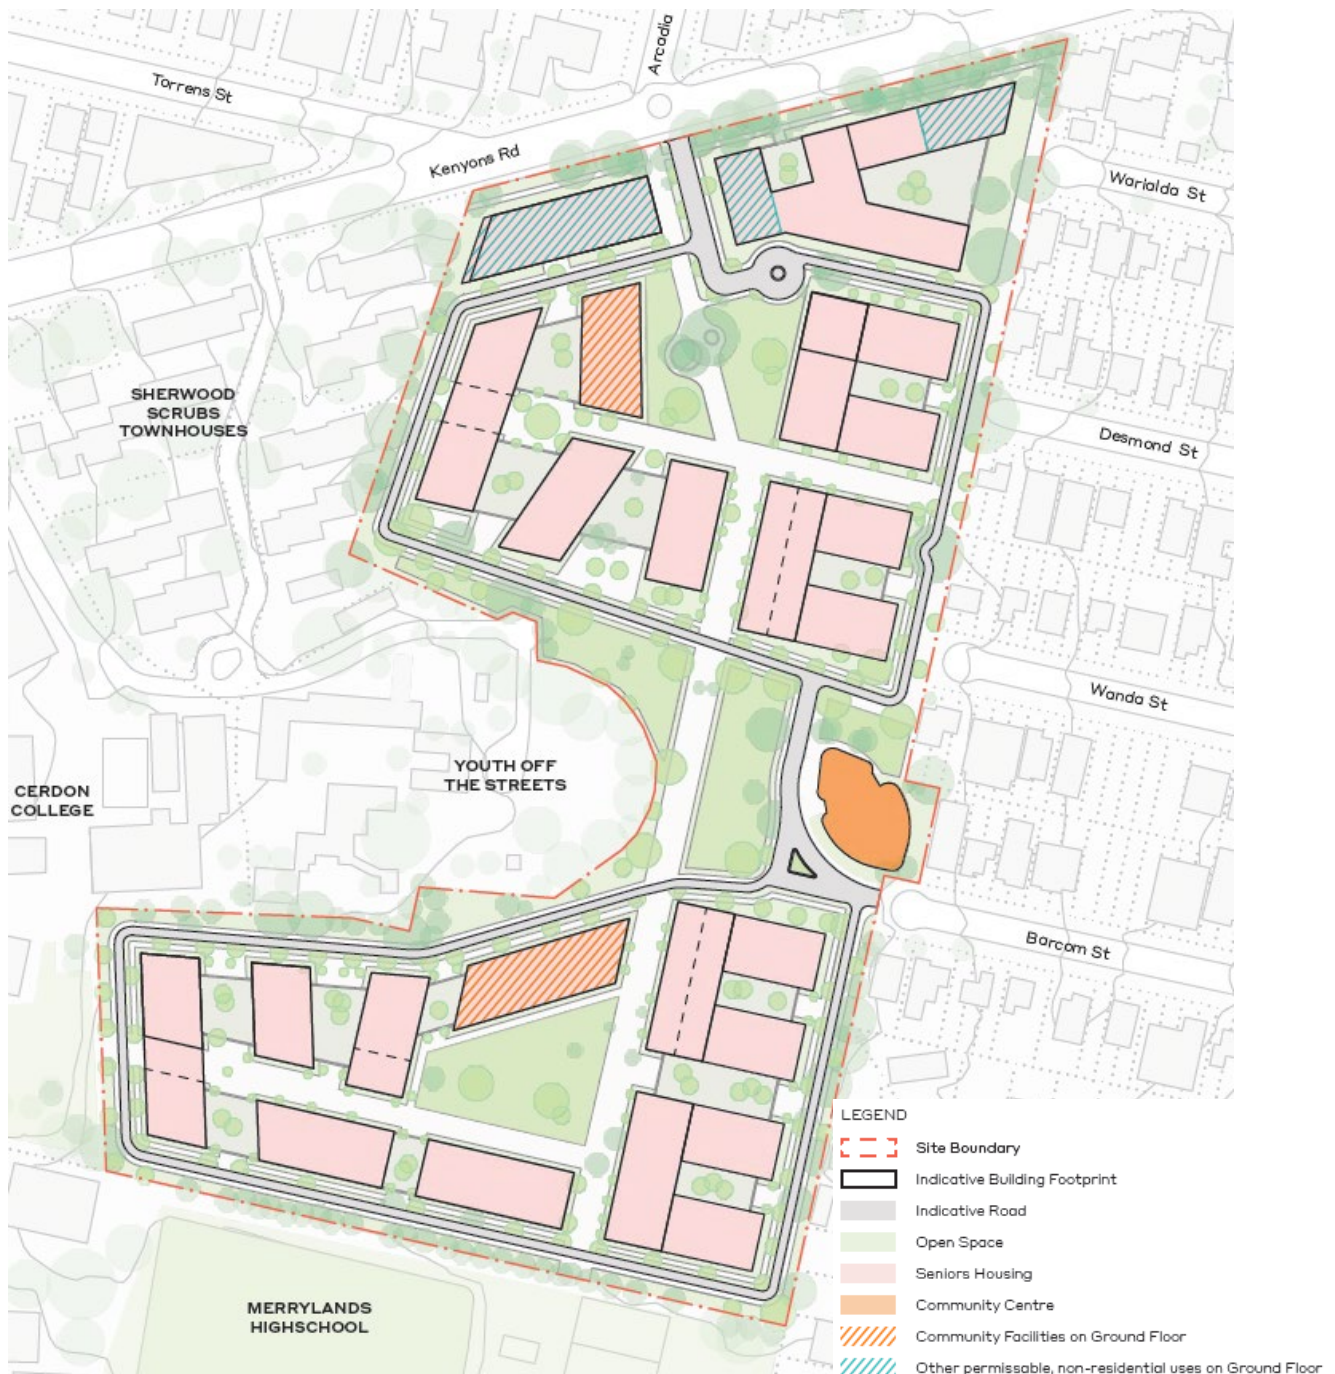 Arcadia
Torrens St
Kenyons Rd
Warialda St
SHERWOOD
SCRUBS
TOWNHOUSES
Desmond St
Wanda St
YOUTH OFF
THE STREETS
CERDON
COLLEGE
Barcom St
MERRYLANDS
HIGHSCHOOL
LEGEND
Site Boundary
Indicative Building Footprint
Indicative Road
Open Space
Seniors Housing
Community Centre
Community Facilities on Ground Floor
Other permissable, non-residential uses on Ground Floor